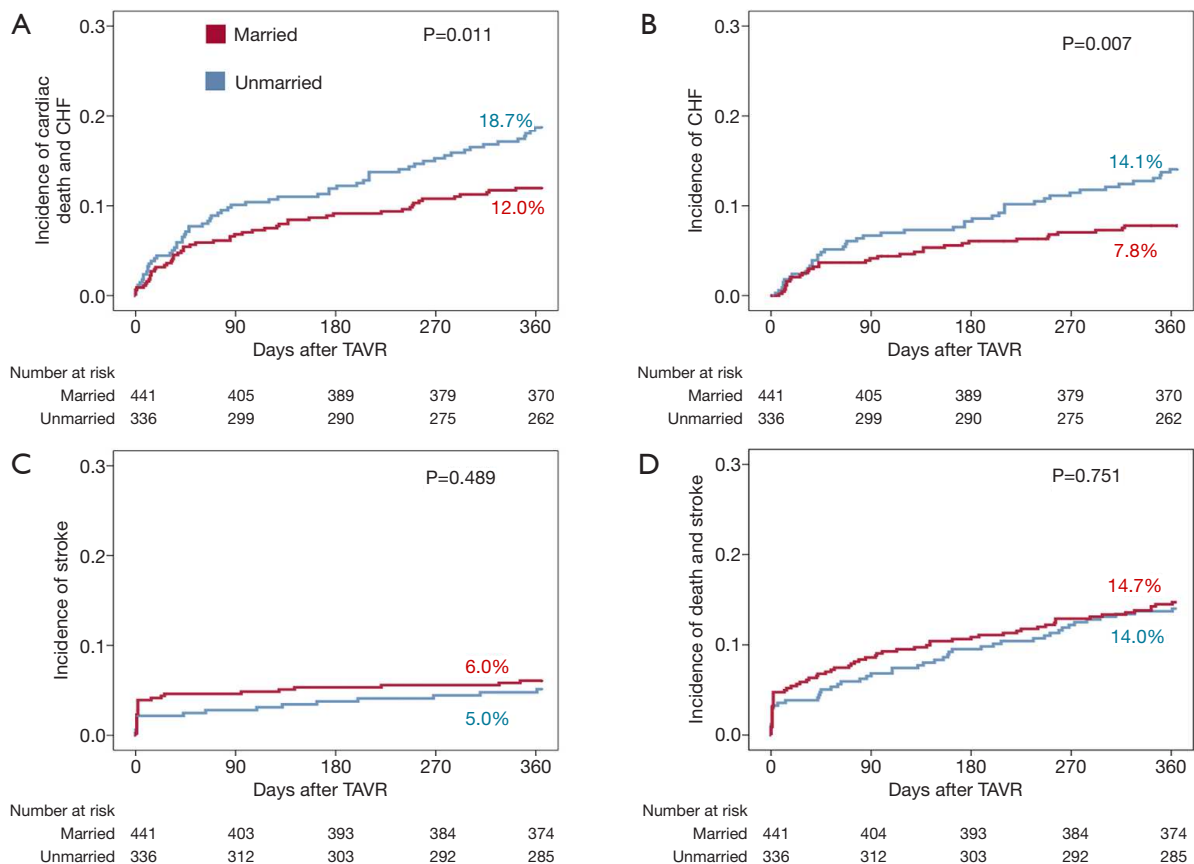 A
Incidence of cardiac
death and CHF
0.3
0.2
0.1
0.0
Married
Unmarried
P=0.011
18.7%
12.0%
0 90 180 270 360
Days after TAVR
Number at risk
Married 441 405 389 379 370
Unmarried 336 299 290 275 262
B
Incidence of CHF
0.3
0.2
0.1
0.0
P=0.007
14.1%
7.8%
0 90 180 270 360
Days after TAVR
Number at risk
Married 441 405 389 379 370
Unmarried 336 299 290 275 262
C
Incidence of stroke
0.3
0.2
0.1
0.0
P=0.489
6.0%
5.0%
0 90 180 270 360
Days after TAVR
Number at risk
Married 441 403 393 384 374
Unmarried 336 312 303 292 285
D
Incidence of death and stroke
0.3
0.2
0.1
0.0
P=0.751
14.7%
14.0%
0 90 180 270 360
Days after TAVR
Number at risk
Married 441 404 393 384 374
Unmarried 336 312 303 292 285